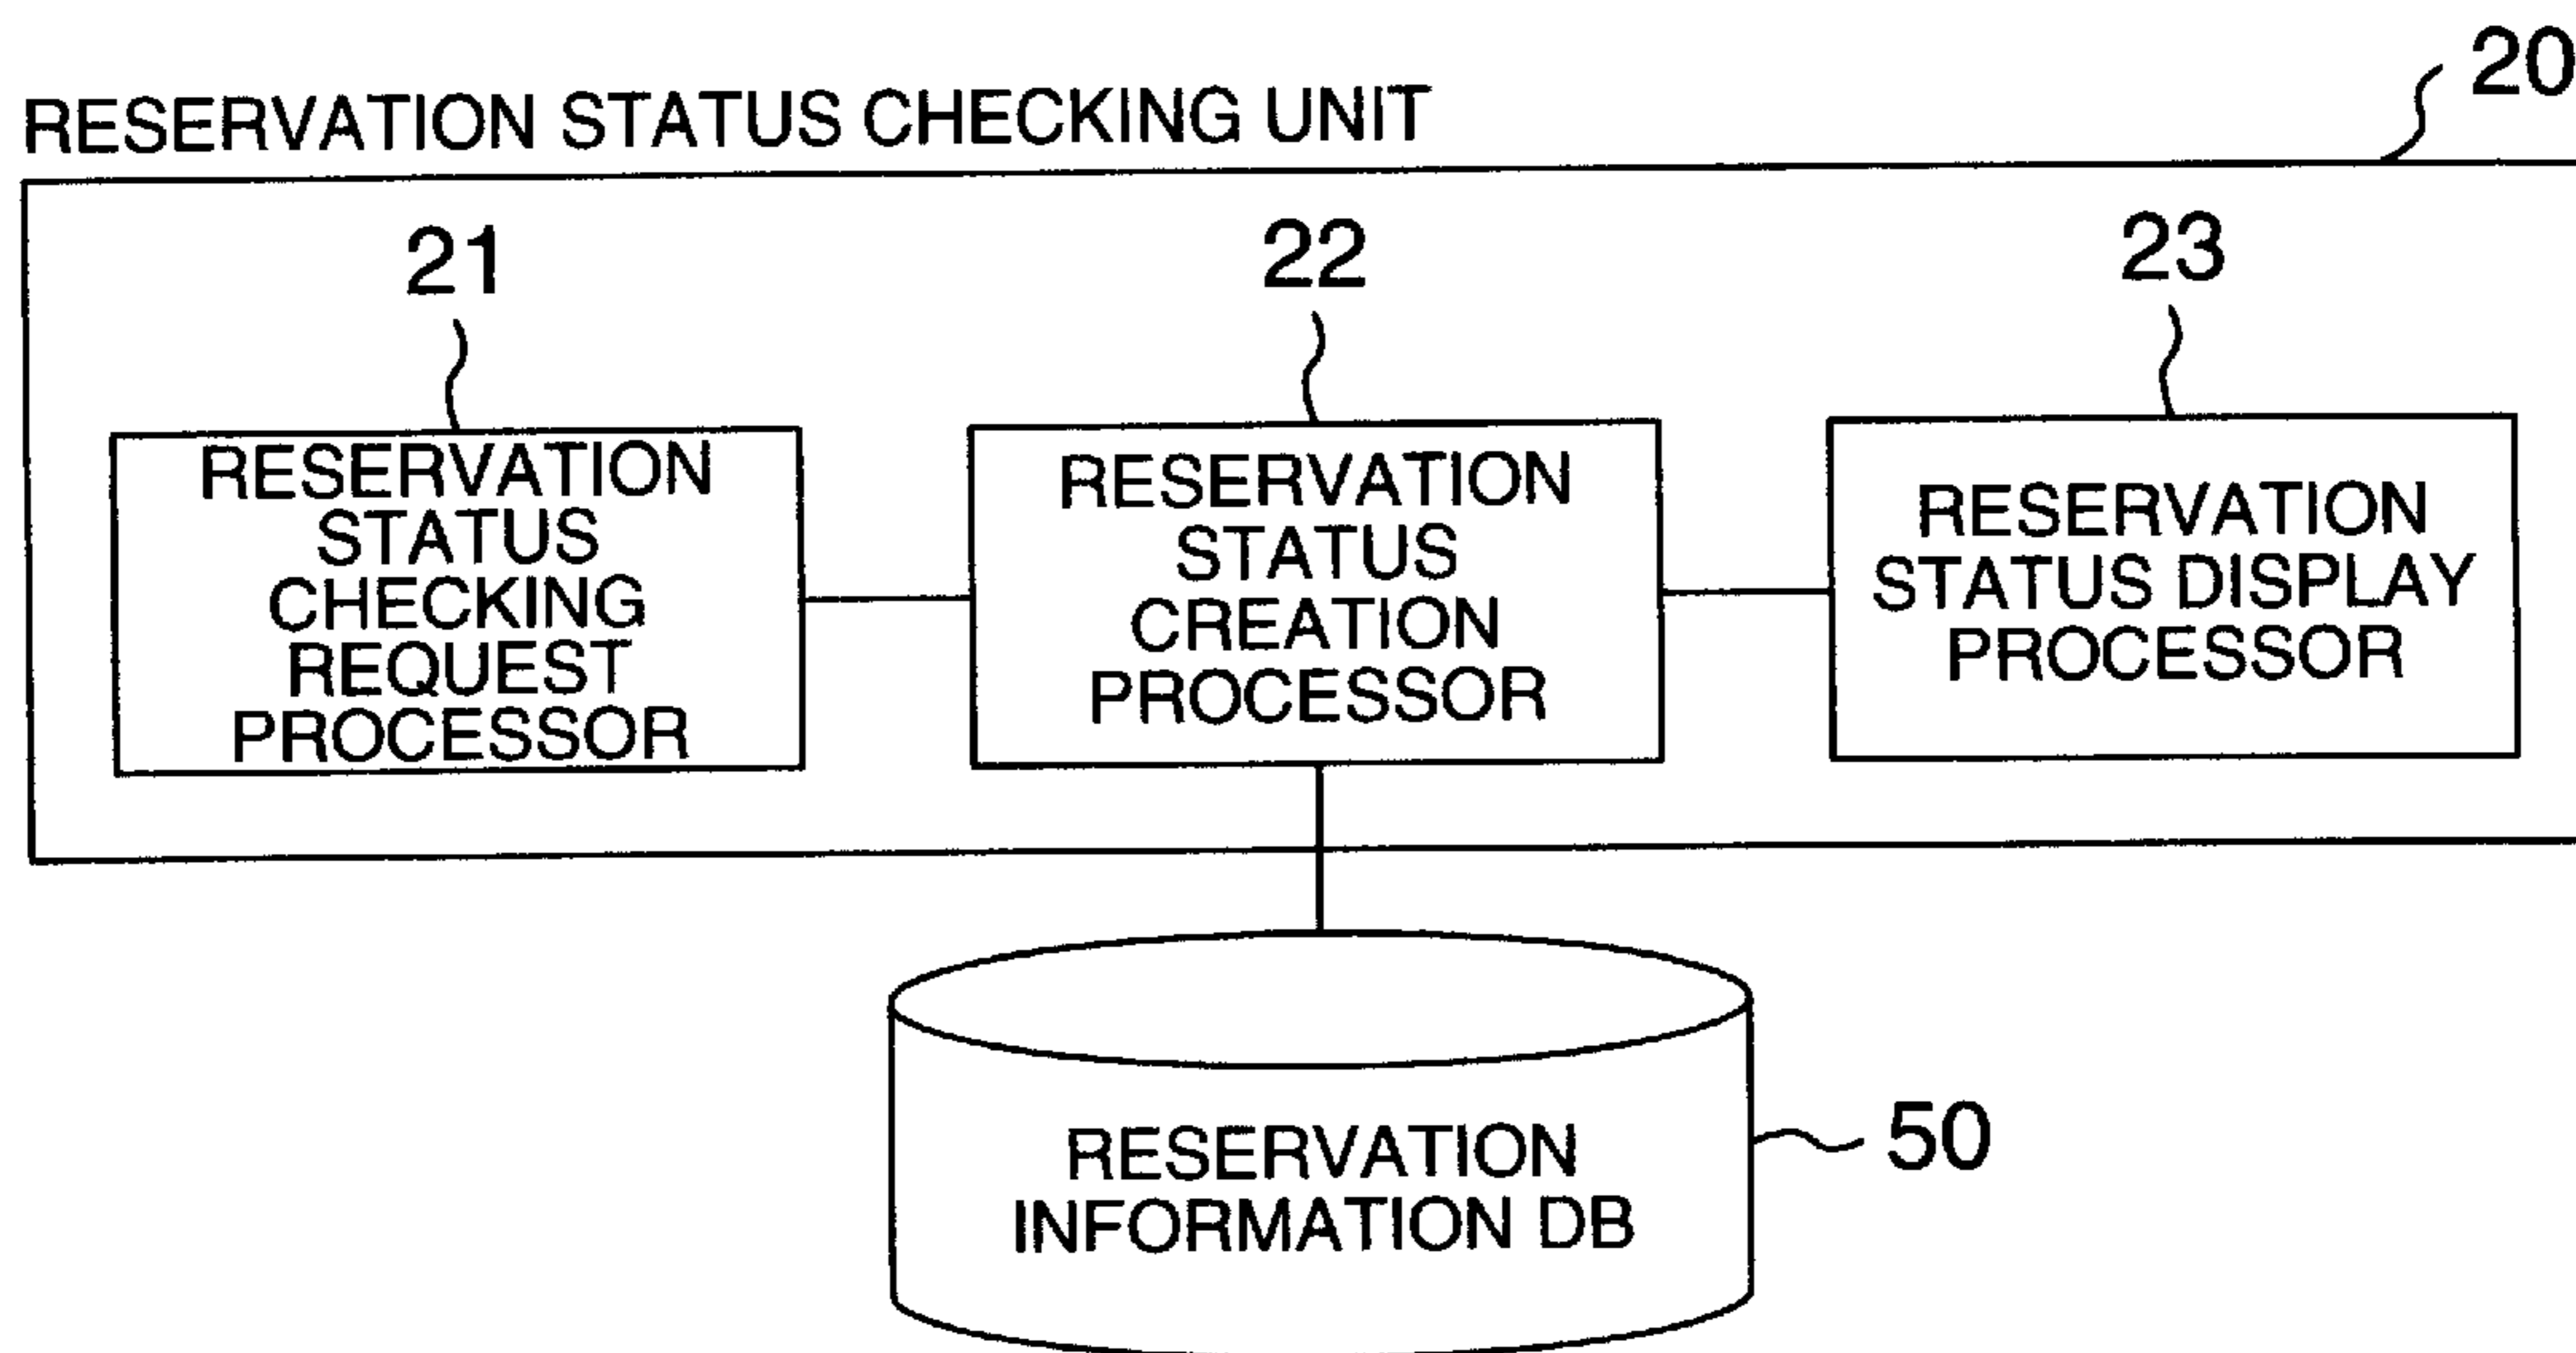 20
RESERVATION STATUS CHECKING UNIT
21
22
23
RESERVATION
STATUS
CHECKING
REQUEST
PROCESSOR
RESERVATION
STATUS
CREATION
PROCESSOR
RESERVATION
STATUS DISPLAY
PROCESSOR
RESERVATION
INFORMATION DB
50